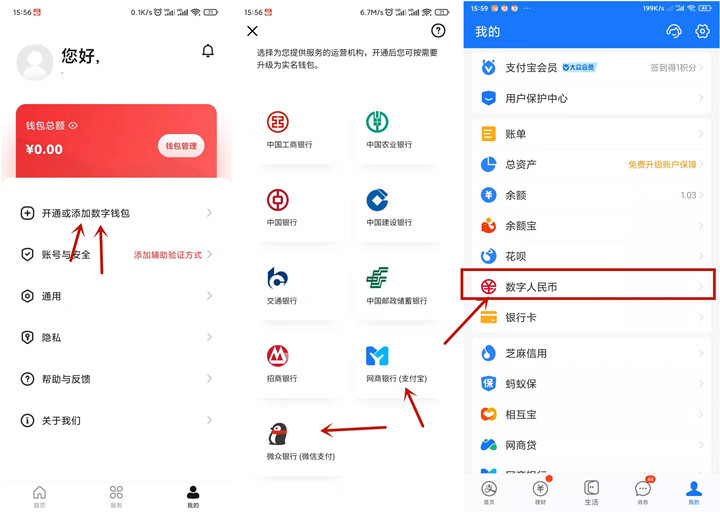 15:56
0.1K/s
71
您好,
钱包总额
¥0.00
钱包管理
开通或添加数字钱包
账号与安全
添加辅助验证方式
通用
隐私
帮助与反馈
关于我们
首页
服务
我的
15:56
6.7M/s
71
选择为您提供服务的运营机构，开通后您可按需要
升级为实名钱包。
中国工商银行
中国农业银行
中国银行
中国建设银行
交通银行
中国邮政储蓄银行
招商银行
网商银行 (支付宝)
微众银行 (微信支付)
15:59
199K/s
我的
支付宝会员
大众会员
签到得1积分
用户保护中心
账单
总资产
免费升级账户保障
余额
1.03
余额宝
花呗
数字人民币
银行卡
芝麻信用
保
蚂蚁保
相互宝
网商贷
网商银行
首页
理财
生活
44
消息
我的